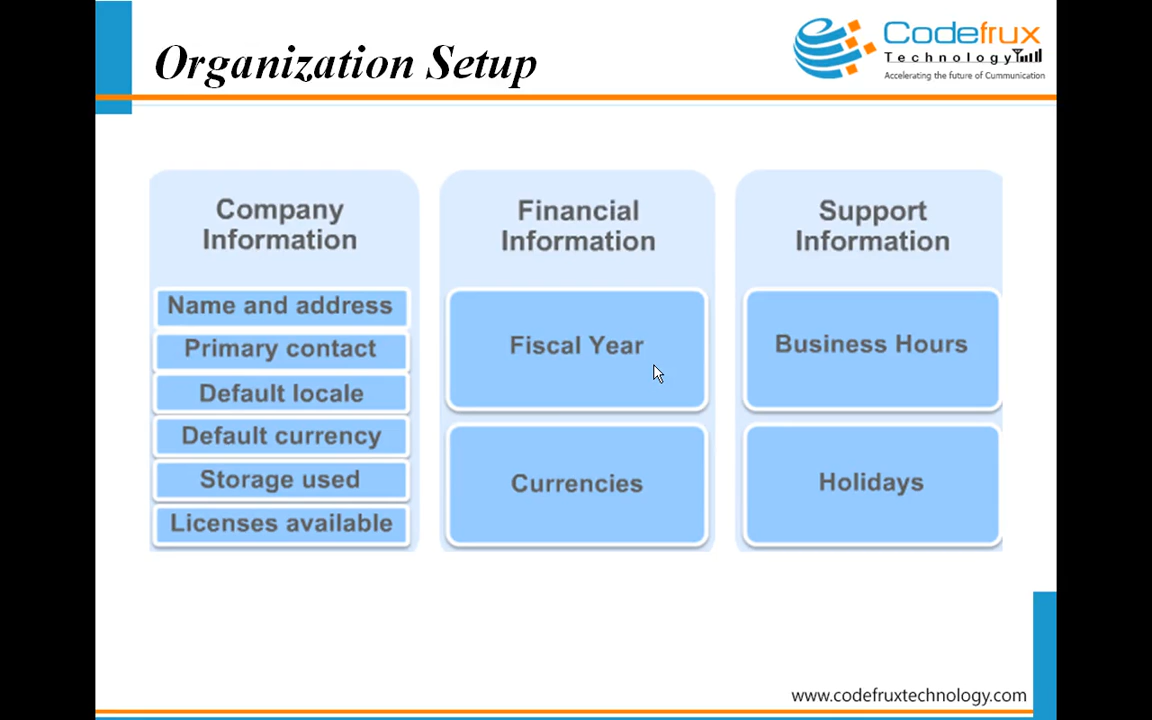 Organization Setup
Codefrux
Technology
Accelerating the future of Cummunication
Company
Information
Name and address
Primary contact
Default locale
Default currency
Storage used
Licenses available
Financial
Information
Fiscal Year
Currencies
Support
Information
Business Hours
Holidays
www.codefruxtechnology.com